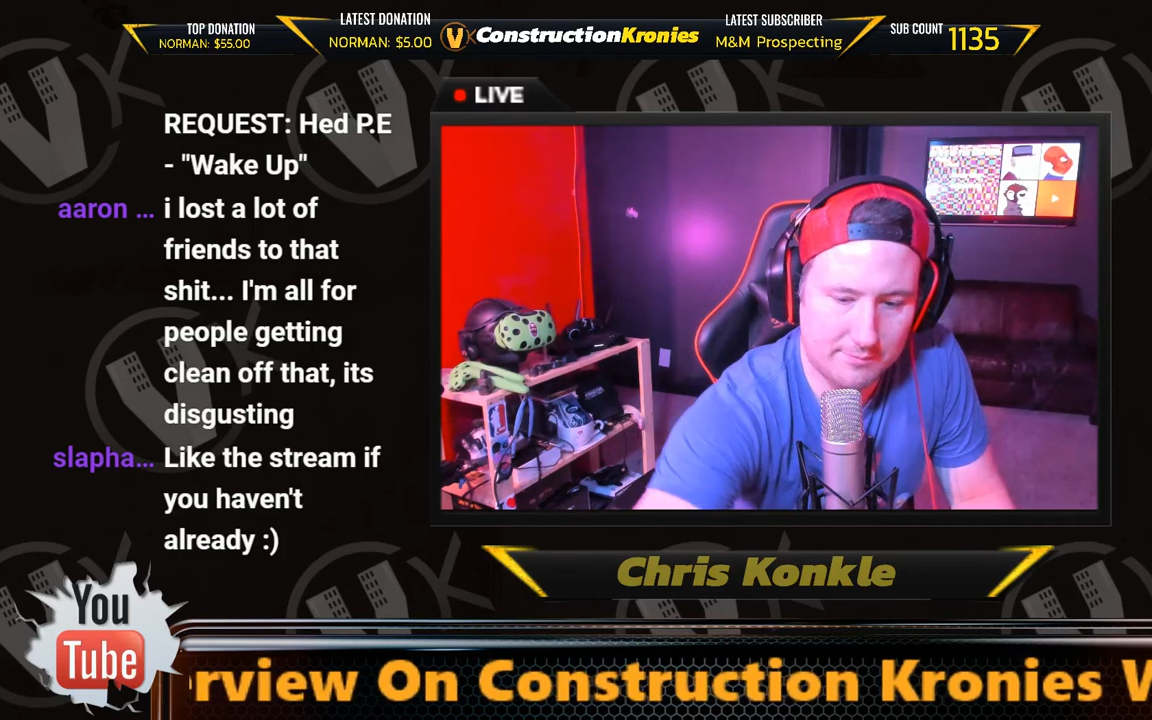 TOP DONATION
NORMAN: $55.00
LATEST DONATION
NORMAN: $5.00
ConstructionKronies
LATEST SUBSCRIBER
M&M Prospecting
SUB COUNT
1135
LIVE
REQUEST: Hed P.E
- "Wake Up"
aaron ... i lost a lot of
friends to that
shit... I'm all for
people getting
clean off that, its
disgusting
slapha... Like the stream if
you haven't
already :)
Chris Konkle
You
Tube
rview On Construction Kronies V